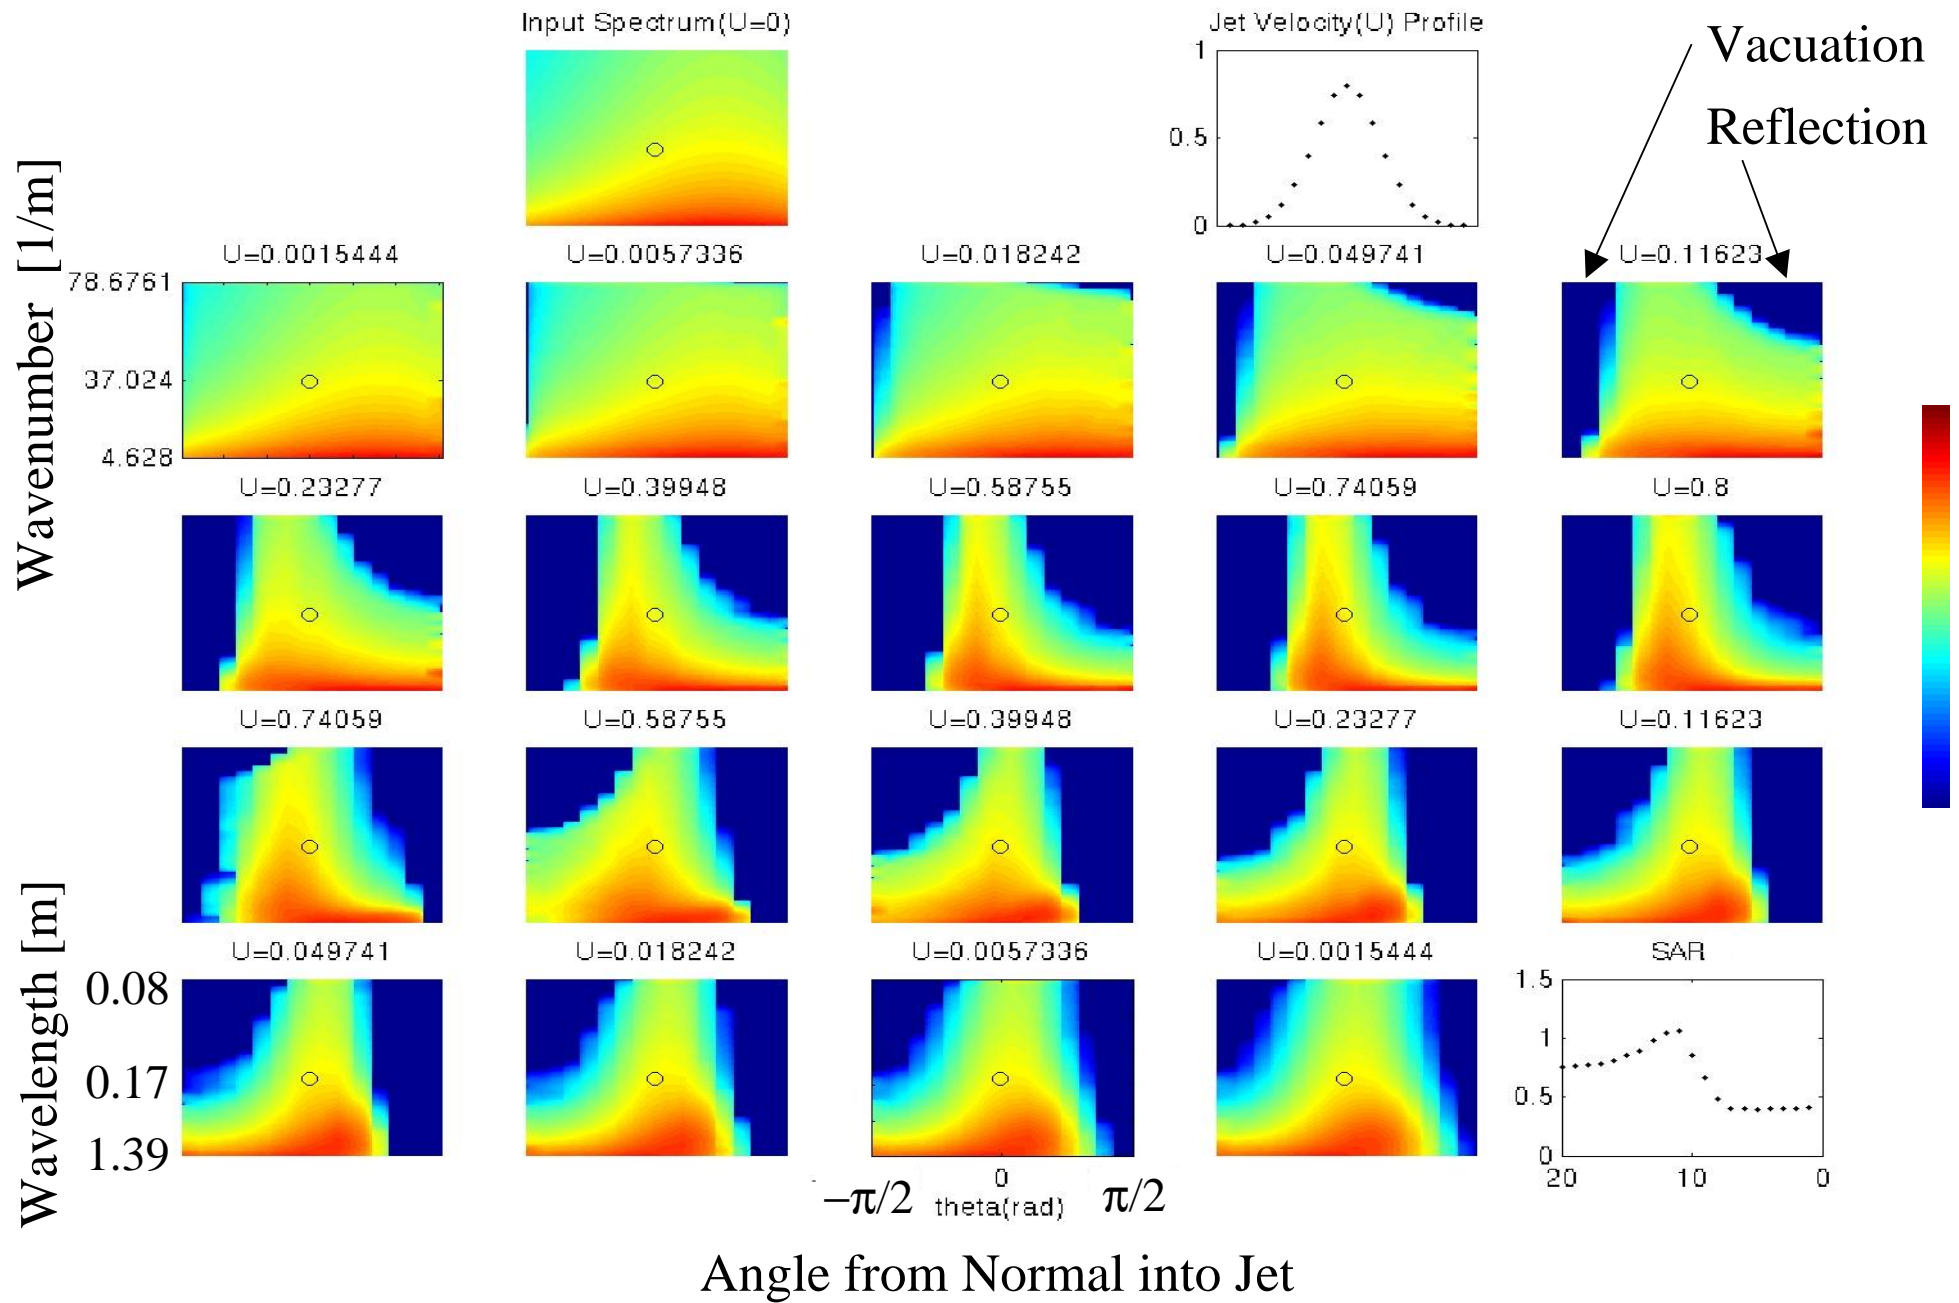 Input Spectrum(U=0)
Jet Velocity(U) Profile
Vacuation
Reflection
1
0.5
0
Wavenumber [1/m]
U=0.0015444
U=0.0057336
U=0.018242
U=0.049741
U=0.11623
78.6761
37.024
4.628
U=0.23277
U=0.39948
U=0.58755
U=0.74059
U=0.8
U=0.74059
U=0.58755
U=0.39948
U=0.23277
U=0.11623
Wavelength [m]
U=0.049741
U=0.018242
U=0.0057336
U=0.0015444
SAR
0.08
0.17
1.39
1.5
1
0.5
0
20
10
0
−π/2
0
π/2
theta(rad)
Angle from Normal into Jet